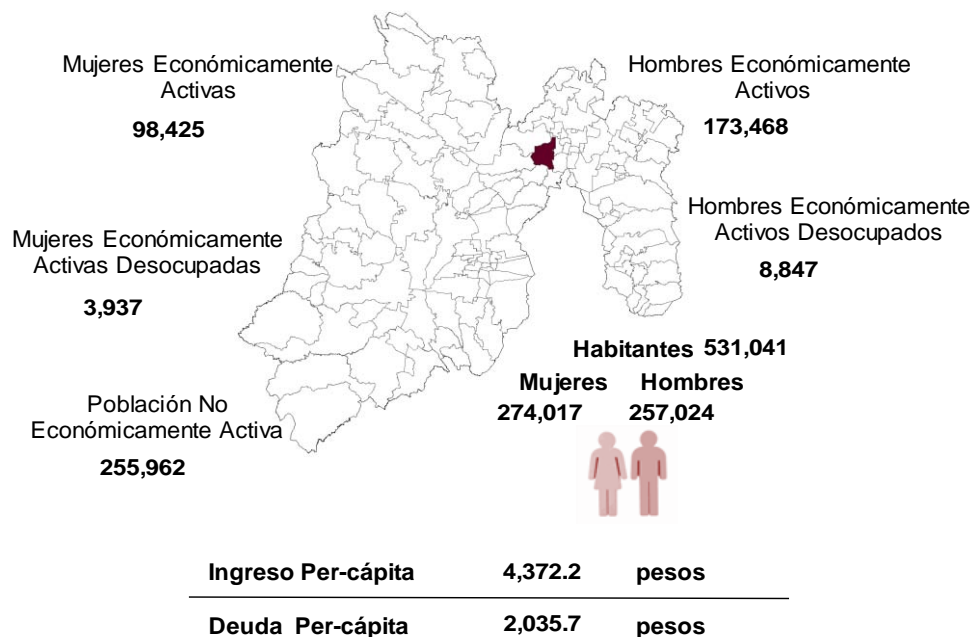 Mujeres Económicamente
Activas
98,425
Hombres Económicamente
Activos
173,468
Mujeres Económicamente
Activas Desocupadas
3,937
Hombres Económicamente
Activos Desocupados
8,847
Habitantes 531,041
Mujeres Hombres
274,017 257,024
Población No
Económicamente Activa
255,962
Ingreso Per-cápita 4,372.2 pesos
Deuda Per-cápita 2,035.7 pesos